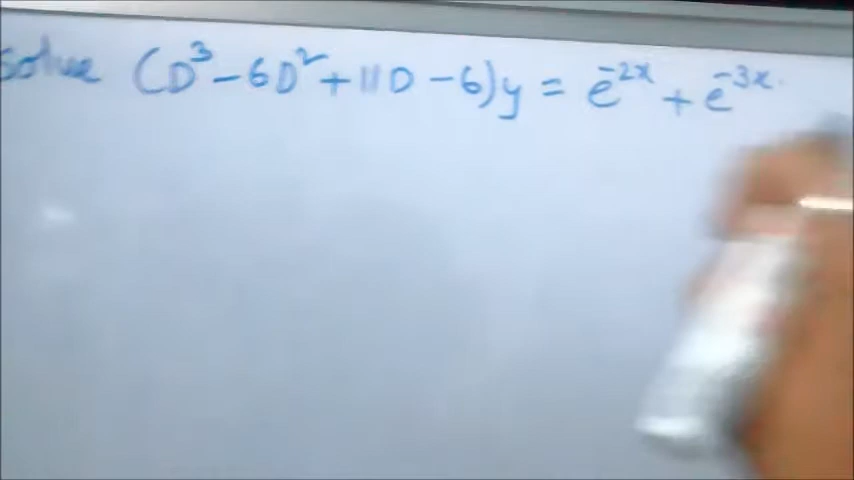 solve (D³ - 6D² + 11D - 6)y = e⁻²ˣ + e⁻³ˣ